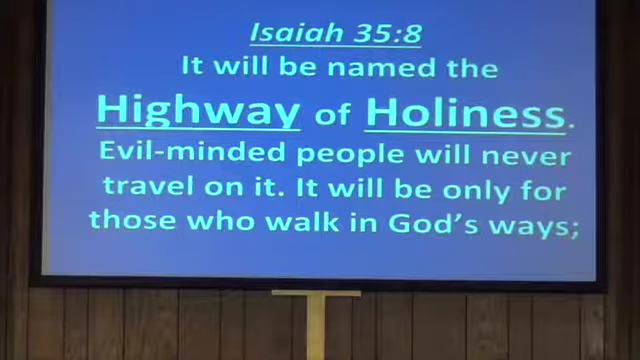 Isaiah 35:8
It will be named the
Highway of Holiness.
Evil-minded people will never
travel on it. It will be only for
those who walk in God's ways;